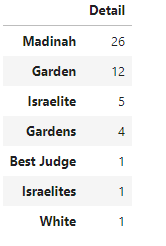 Detail
Madinah 26
Garden 12
Israelite 5
Gardens 4
Best Judge 1
Israelites 1
White 1